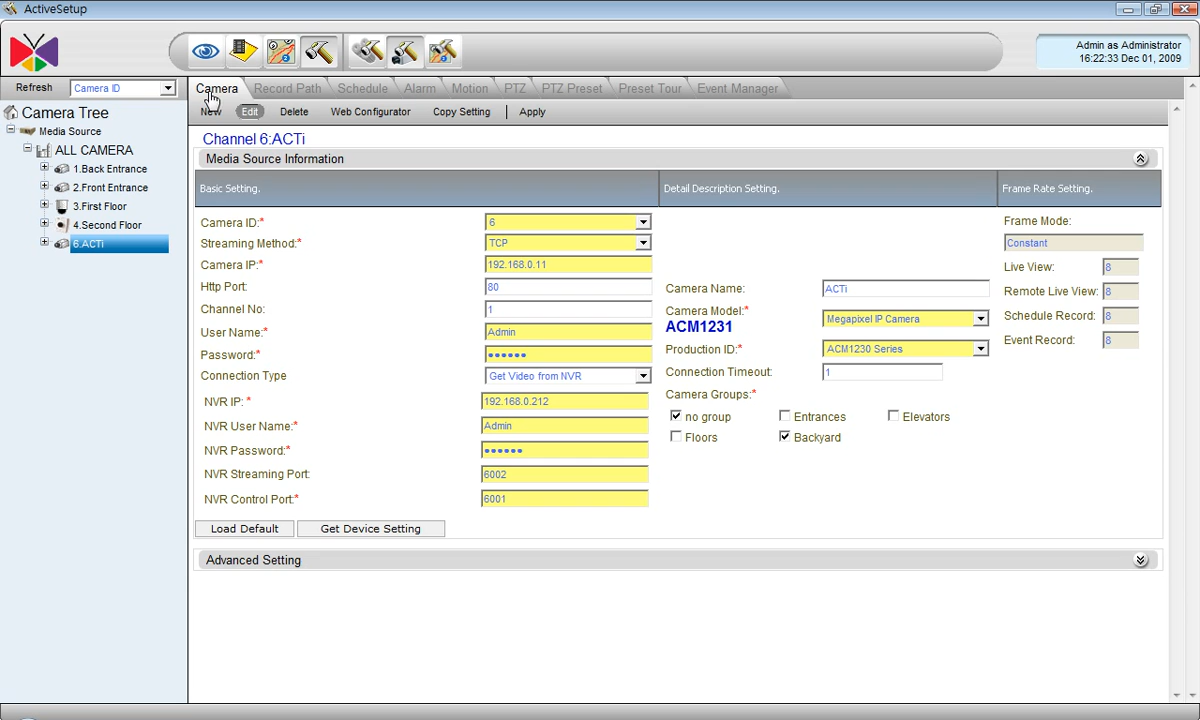 ActiveSetup
Admin as Administrator
16:22:33 Dec 01, 2009
Refresh
Camera ID
Camera
Record Path
Schedule
Alarm
Motion
PTZ
PTZ Preset
Preset Tour
Event Manager
New
Edit
Delete
Web Configurator
Copy Setting
Apply
Camera Tree
Media Source
ALL CAMERA
1.Back Entrance
2.Front Entrance
3.First Floor
4.Second Floor
6.ACTi
Channel 6:ACTi
Media Source Information
Basic Setting.
Detail Description Setting.
Frame Rate Setting.
Camera ID:* 6
Streaming Method:* TCP
Camera IP:* 192.168.0.11
Http Port: 80
Channel No: 1
User Name:* Admin
Password:* ••••••
Connection Type Get Video from NVR
NVR IP: * 192.168.0.212
NVR User Name:* Admin
NVR Password:* ••••••
NVR Streaming Port: 6002
NVR Control Port:* 6001
Load Default
Get Device Setting
Camera Name: ACTi
Camera Model:* Megapixel IP Camera
ACM1231
Production ID:* ACM1230 Series
Connection Timeout: 1
Camera Groups:*
no group Entrances Elevators
Floors Backyard
Frame Mode:
Constant
Live View: 8
Remote Live View: 8
Schedule Record: 8
Event Record: 8
Advanced Setting